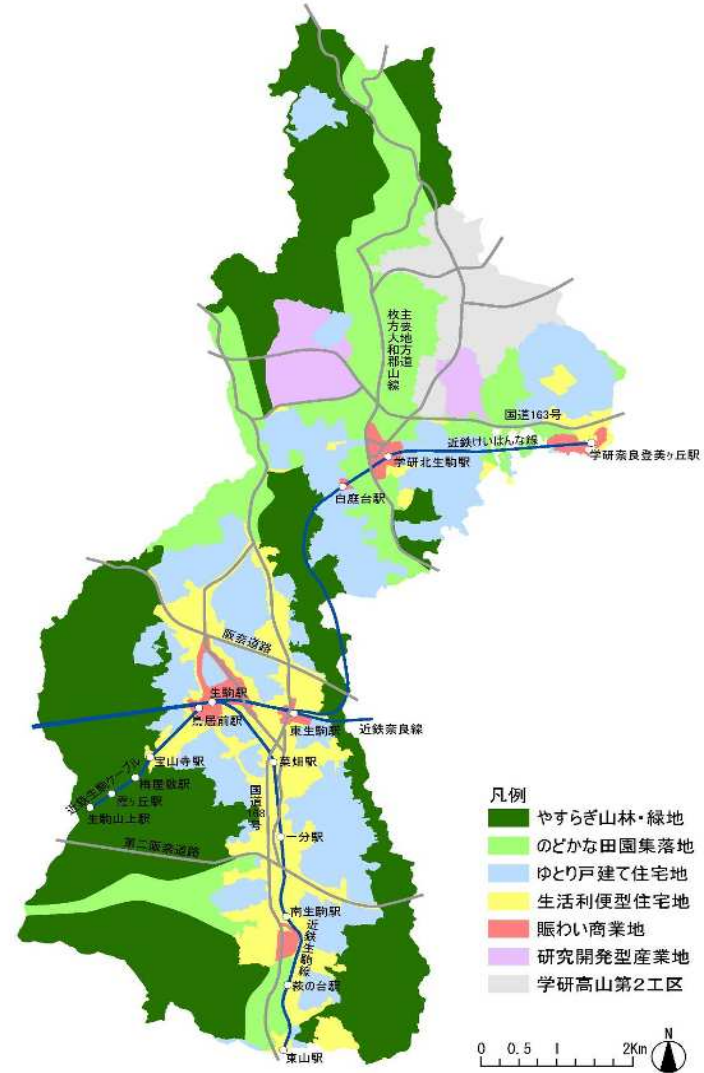 主要地方道
枚方大和郡山線
国道163号
近鉄けいはんな線
学研北生駒駅
学研奈良登美ヶ丘駅
白庭台駅
阪奈道路
生駒駅
鳥居前駅
東生駒駅
近鉄奈良線
宝山寺駅
菜畑駅
近鉄生駒ケーブル
梅屋敷駅
霞ヶ丘駅
生駒山上駅
国道168号
一分駅
第二阪奈道路
南生駒駅
近鉄生駒線
萩の台駅
東山駅
凡例
やすらぎ山林・緑地
のどかな田園集落地
ゆとり戸建て住宅地
生活利便型住宅地
賑わい商業地
研究開発型産業地
学研高山第2工区
0 0.5 1 2Km
N